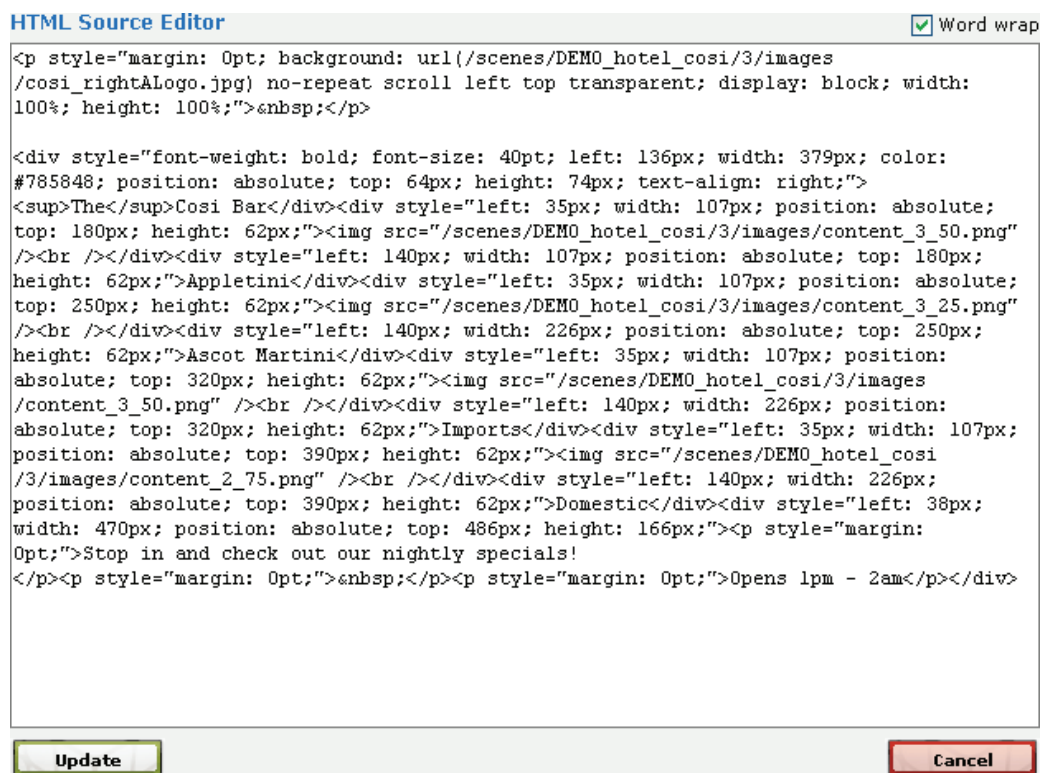 HTML Source Editor
Word wrap
<p style="margin: 0pt; background: url(/scenes/DEMO_hotel_cosi/3/images
/cosi_rightALogo.jpg) no-repeat scroll left top transparent; display: block; width:
100%; height: 100%;">&nbsp;</p>
<div style="font-weight: bold; font-size: 40pt; left: 136px; width: 379px; color:
#785848; position: absolute; top: 64px; height: 74px; text-align: right;">
<sup>The</sup>Cosi Bar</div><div style="left: 35px; width: 107px; position: absolute;
top: 180px; height: 62px;"><img src="/scenes/DEMO_hotel_cosi/3/images/content_3_50.png"
/><br /></div><div style="left: 140px; width: 107px; position: absolute; top: 180px;
height: 62px;">Appletini</div><div style="left: 35px; width: 107px; position: absolute;
top: 250px; height: 62px;"><img src="/scenes/DEMO_hotel_cosi/3/images/content_3_25.png"
/><br /></div><div style="left: 140px; width: 226px; position: absolute; top: 250px;
height: 62px;">Ascot Martini</div><div style="left: 35px; width: 107px; position:
absolute; top: 320px; height: 62px;"><img src="/scenes/DEMO_hotel_cosi/3/images
/content_3_50.png" /><br /></div><div style="left: 140px; width: 226px; position:
absolute; top: 320px; height: 62px;">Imports</div><div style="left: 35px; width: 107px;
position: absolute; top: 390px; height: 62px;"><img src="/scenes/DEMO_hotel_cosi
/3/images/content_2_75.png" /><br /></div><div style="left: 140px; width: 226px;
position: absolute; top: 390px; height: 62px;">Domestic</div><div style="left: 38px;
width: 470px; position: absolute; top: 486px; height: 166px;"><p style="margin:
0pt;">Stop in and check out our nightly specials!
</p><p style="margin: 0pt;">&nbsp;</p><p style="margin: 0pt;">Opens 1pm - 2am</p></div>
Update
Cancel